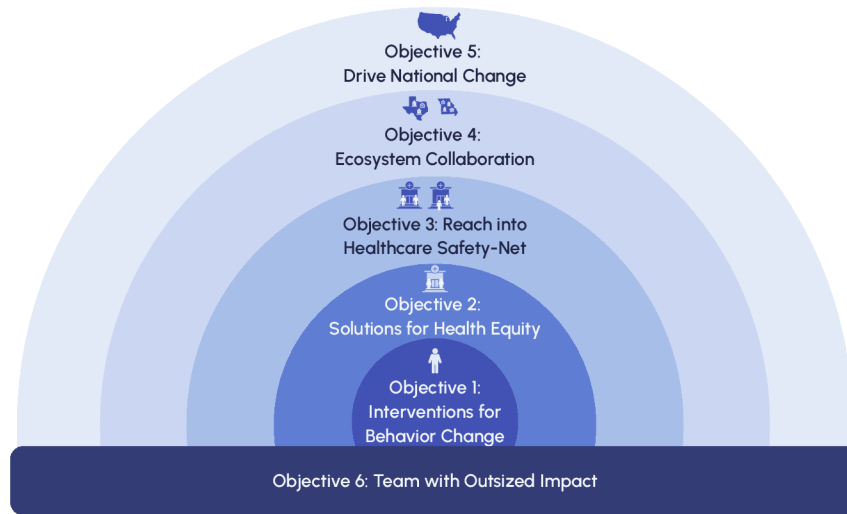 Objective 5:
Drive National Change
Objective 4:
Ecosystem Collaboration
Objective 3: Reach into
Healthcare Safety-Net
Objective 2:
Solutions for Health Equity
Objective 1:
Interventions for
Behavior Change
Objective 6: Team with Outsized Impact